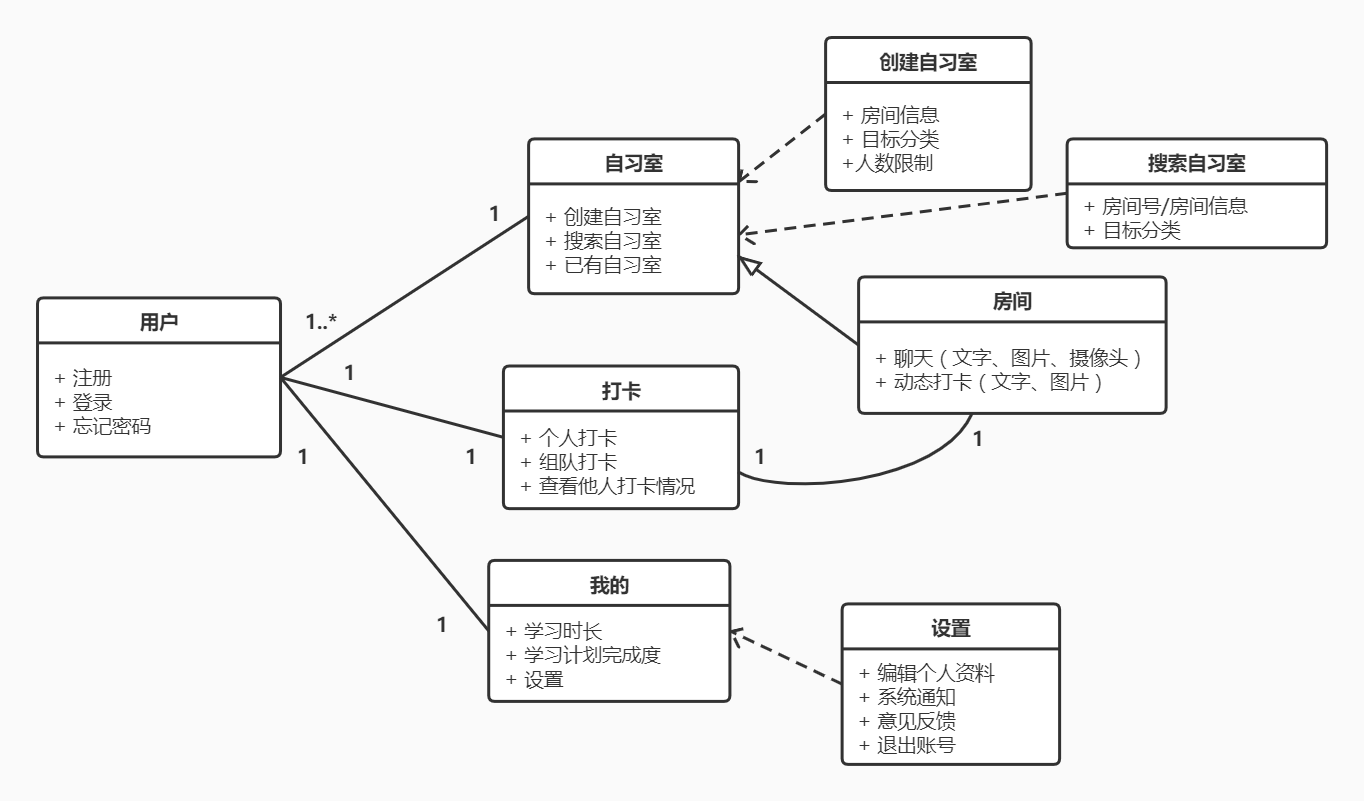 创建自习室
+ 房间信息
+ 目标分类
+人数限制
自习室
+ 创建自习室
+ 搜索自习室
+ 已有自习室
搜索自习室
+ 房间号/房间信息
+ 目标分类
1
1..*
用户
+ 注册
+ 登录
+ 忘记密码
房间
+ 聊天（文字、图片、摄像头）
+ 动态打卡（文字、图片）
1
1
打卡
+ 个人打卡
+ 组队打卡
+ 查看他人打卡情况
1
1
1
1
我的
+ 学习时长
+ 学习计划完成度
+ 设置
设置
+ 编辑个人资料
+ 系统通知
+ 意见反馈
+ 退出账号